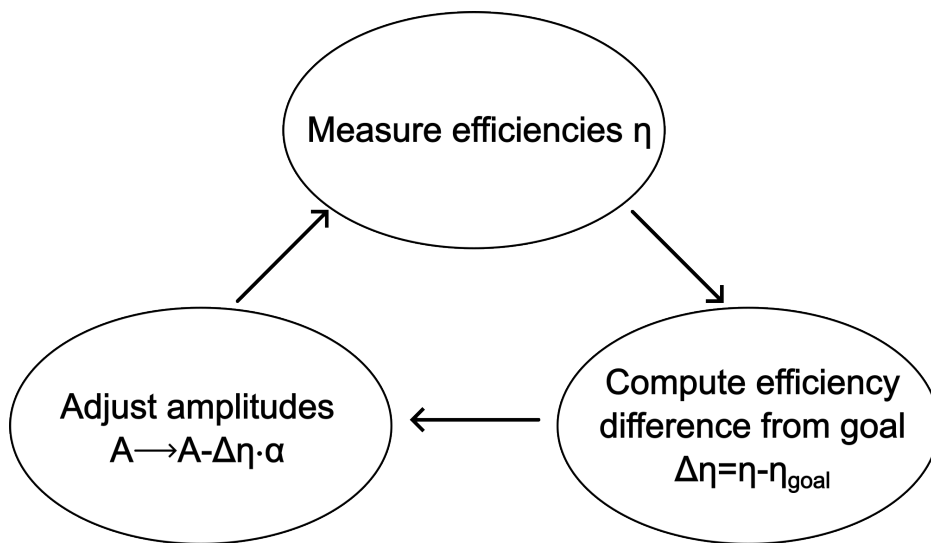 Measure efficiencies η
Adjust amplitudes
A⟶A-Δη·α
Compute efficiency
difference from goal
Δη=η-ηgoal